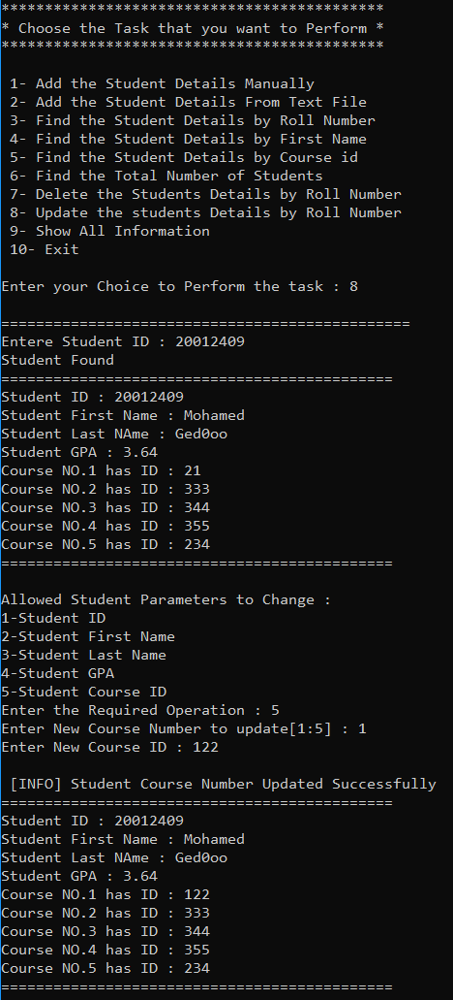 ********************************************
* Choose the Task that you want to Perform *
********************************************
1- Add the Student Details Manually
2- Add the Student Details From Text File
3- Find the Student Details by Roll Number
4- Find the Student Details by First Name
5- Find the Student Details by Course id
6- Find the Total Number of Students
7- Delete the Students Details by Roll Number
8- Update the students Details by Roll Number
9- Show All Information
10- Exit
Enter your Choice to Perform the task : 8
===============================================
Entere Student ID : 20012409
Student Found
=============================================
Student ID : 20012409
Student First Name : Mohamed
Student Last NAme : Ged0oo
Student GPA : 3.64
Course NO.1 has ID : 21
Course NO.2 has ID : 333
Course NO.3 has ID : 344
Course NO.4 has ID : 355
Course NO.5 has ID : 234
=============================================
Allowed Student Parameters to Change :
1-Student ID
2-Student First Name
3-Student Last Name
4-Student GPA
5-Student Course ID
Enter the Required Operation : 5
Enter New Course Number to update[1:5] : 1
Enter New Course ID : 122
[INFO] Student Course Number Updated Successfully
=============================================
Student ID : 20012409
Student First Name : Mohamed
Student Last NAme : Ged0oo
Student GPA : 3.64
Course NO.1 has ID : 122
Course NO.2 has ID : 333
Course NO.3 has ID : 344
Course NO.4 has ID : 355
Course NO.5 has ID : 234
=============================================